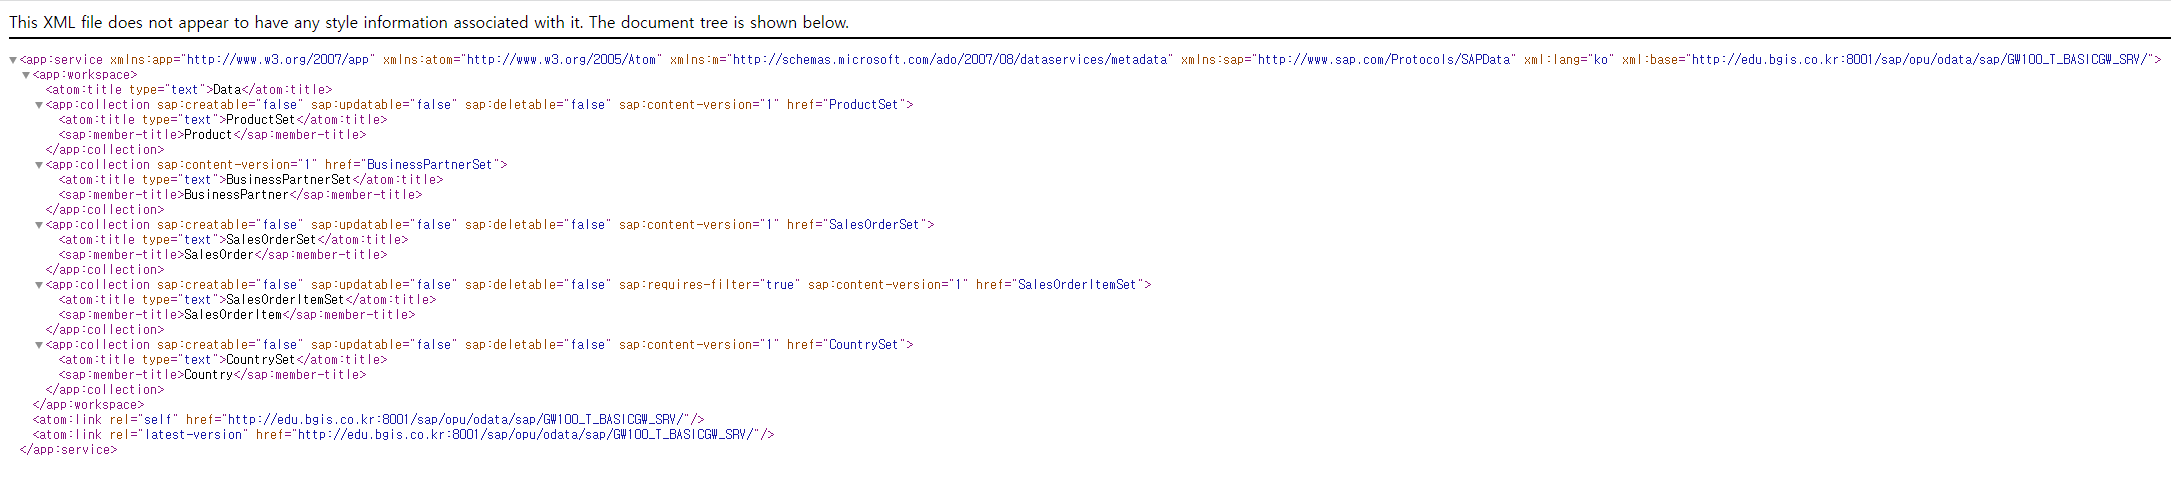 This XML file does not appear to have any style information associated with it. The document tree is shown below.
▼<app:service xmlns:app="http://www.w3.org/2007/app" xmlns:atom="http://www.w3.org/2005/Atom" xmlns:m="http://schemas.microsoft.com/ado/2007/08/dataservices/metadata" xmlns:sap="http://www.sap.com/Protocols/SAPData" xml:lang="ko" xml:base="http://edu.bgis.co.kr:8001/sap/opu/odata/sap/GW100_T_BASICGW_SRV/">
▼<app:workspace>
<atom:title type="text">Data</atom:title>
▼<app:collection sap:creatable="false" sap:updatable="false" sap:deletable="false" sap:content-version="1" href="ProductSet">
<atom:title type="text">ProductSet</atom:title>
<sap:member-title>Product</sap:member-title>
</app:collection>
▼<app:collection sap:content-version="1" href="BusinessPartnerSet">
<atom:title type="text">BusinessPartnerSet</atom:title>
<sap:member-title>BusinessPartner</sap:member-title>
</app:collection>
▼<app:collection sap:creatable="false" sap:updatable="false" sap:deletable="false" sap:content-version="1" href="SalesOrderSet">
<atom:title type="text">SalesOrderSet</atom:title>
<sap:member-title>SalesOrder</sap:member-title>
</app:collection>
▼<app:collection sap:creatable="false" sap:updatable="false" sap:deletable="false" sap:requires-filter="true" sap:content-version="1" href="SalesOrderItemSet">
<atom:title type="text">SalesOrderItemSet</atom:title>
<sap:member-title>SalesOrderItem</sap:member-title>
</app:collection>
▼<app:collection sap:creatable="false" sap:updatable="false" sap:deletable="false" sap:content-version="1" href="CountrySet">
<atom:title type="text">CountrySet</atom:title>
<sap:member-title>Country</sap:member-title>
</app:collection>
</app:workspace>
<atom:link rel="self" href="http://edu.bgis.co.kr:8001/sap/opu/odata/sap/GW100_T_BASICGW_SRV/"/>
<atom:link rel="latest-version" href="http://edu.bgis.co.kr:8001/sap/opu/odata/sap/GW100_T_BASICGW_SRV/"/>
</app:service>